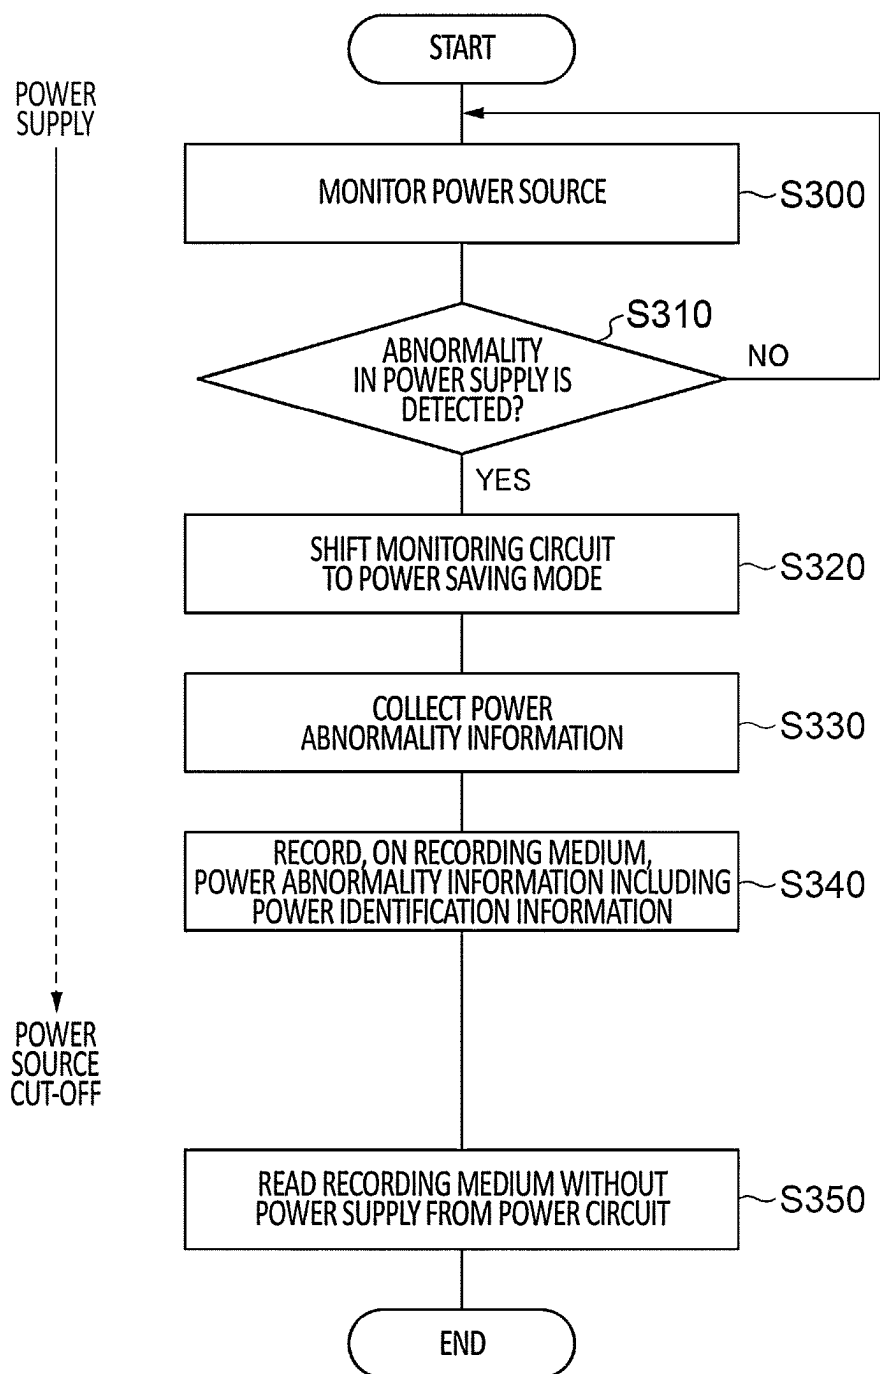 START
POWER
SUPPLY
MONITOR POWER SOURCE
S300
S310
ABNORMALITY
IN POWER SUPPLY IS
DETECTED?
NO
YES
SHIFT MONITORING CIRCUIT
TO POWER SAVING MODE
S320
COLLECT POWER
ABNORMALITY INFORMATION
S330
RECORD, ON RECORDING MEDIUM,
POWER ABNORMALITY INFORMATION INCLUDING
POWER IDENTIFICATION INFORMATION
S340
POWER
SOURCE
CUT-OFF
READ RECORDING MEDIUM WITHOUT
POWER SUPPLY FROM POWER CIRCUIT
S350
END